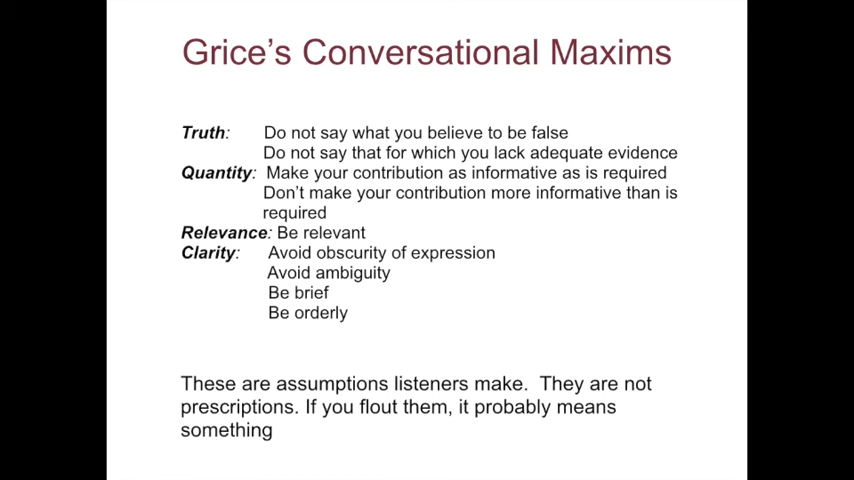 Grice’s Conversational Maxims
Truth: Do not say what you believe to be false
Do not say that for which you lack adequate evidence
Quantity: Make your contribution as informative as is required
Don’t make your contribution more informative than is
required
Relevance: Be relevant
Clarity: Avoid obscurity of expression
Avoid ambiguity
Be brief
Be orderly
These are assumptions listeners make. They are not
prescriptions. If you flout them, it probably means
something